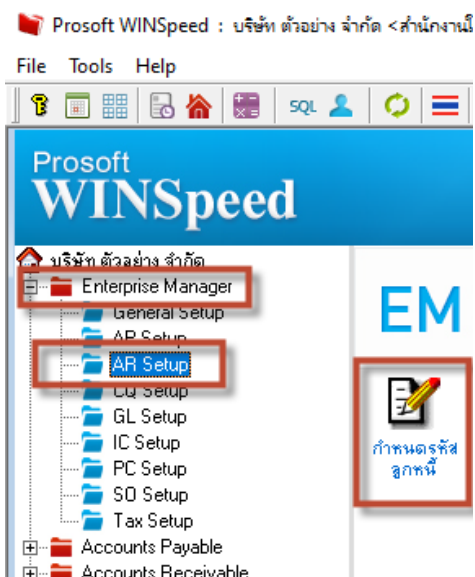 Prosoft WINSpeed : บริษัท ตัวอย่าง จำกัด <สำนักงานใ
File Tools Help
SQL
Prosoft
WINSpeed
บริษัท ตัวอย่าง จำกัด
Enterprise Manager
General Setup
AP Setup
AR Setup
CQ Setup
GL Setup
IC Setup
PC Setup
SO Setup
Tax Setup
Accounts Payable
Accounts Receivable
EM
กำหนดรหัส
ลูกหนี้